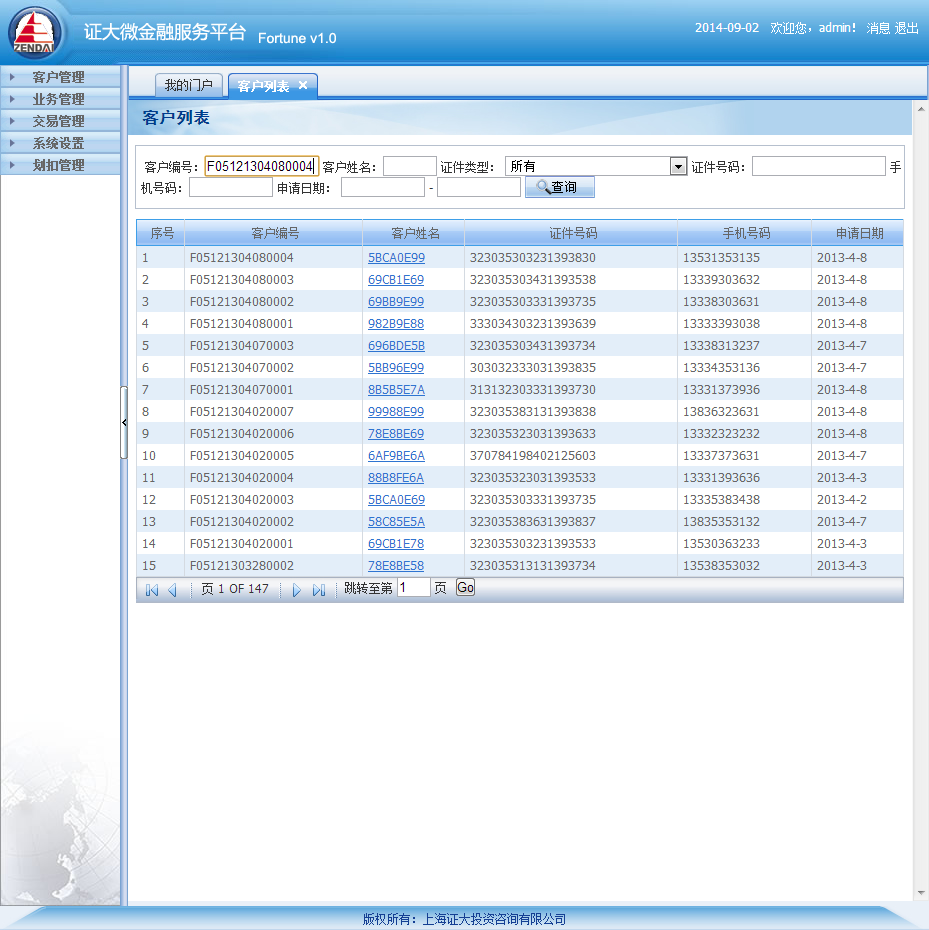 ZENDAI 证大微金融服务平台 Fortune v1.0 2014-09-02 欢迎您，admin! 消息 退出
客户管理
业务管理
交易管理
系统设置
划扣管理
我的门户 客户列表 ×
客户列表
客户编号： F05121304080004 客户姓名： 证件类型： 所有 证件号码： 手
机号码： 申请日期： - 查询
序号 客户编号 客户姓名 证件号码 手机号码 申请日期
1 F05121304080004 5BCA0E99 323035303231393830 13531353135 2013-4-8
2 F05121304080003 69CB1E69 323035303431393538 13339303632 2013-4-8
3 F05121304080002 69BB9E99 323035303331393735 13338303631 2013-4-8
4 F05121304080001 982B9E88 333034303231393639 13333393038 2013-4-8
5 F05121304070003 696BDE5B 323035303431393734 13338313237 2013-4-7
6 F05121304070002 5BB96E99 303032333031393835 13334353136 2013-4-7
7 F05121304070001 8B5B5E7A 313132303331393730 13331373936 2013-4-8
8 F05121304020007 99988E99 323035383131393838 13836323631 2013-4-8
9 F05121304020006 78E8BE69 323035323031393633 13332323232 2013-4-8
10 F05121304020005 6AF9BE6A 370784198402125603 13337373631 2013-4-7
11 F05121304020004 88B8FE6A 323035323031393533 13331393636 2013-4-3
12 F05121304020003 5BCA0E69 323035303331393735 13335383438 2013-4-2
13 F05121304020002 58C85E5A 323035383631393837 13835353132 2013-4-7
14 F05121304020001 69CB1E78 323035303231393533 13530363233 2013-4-3
15 F05121303280002 78E8BE58 323035313131393734 13538353032 2013-4-3
页 1 OF 147 跳转至第 1 页 Go
版权所有：上海证大投资咨询有限公司